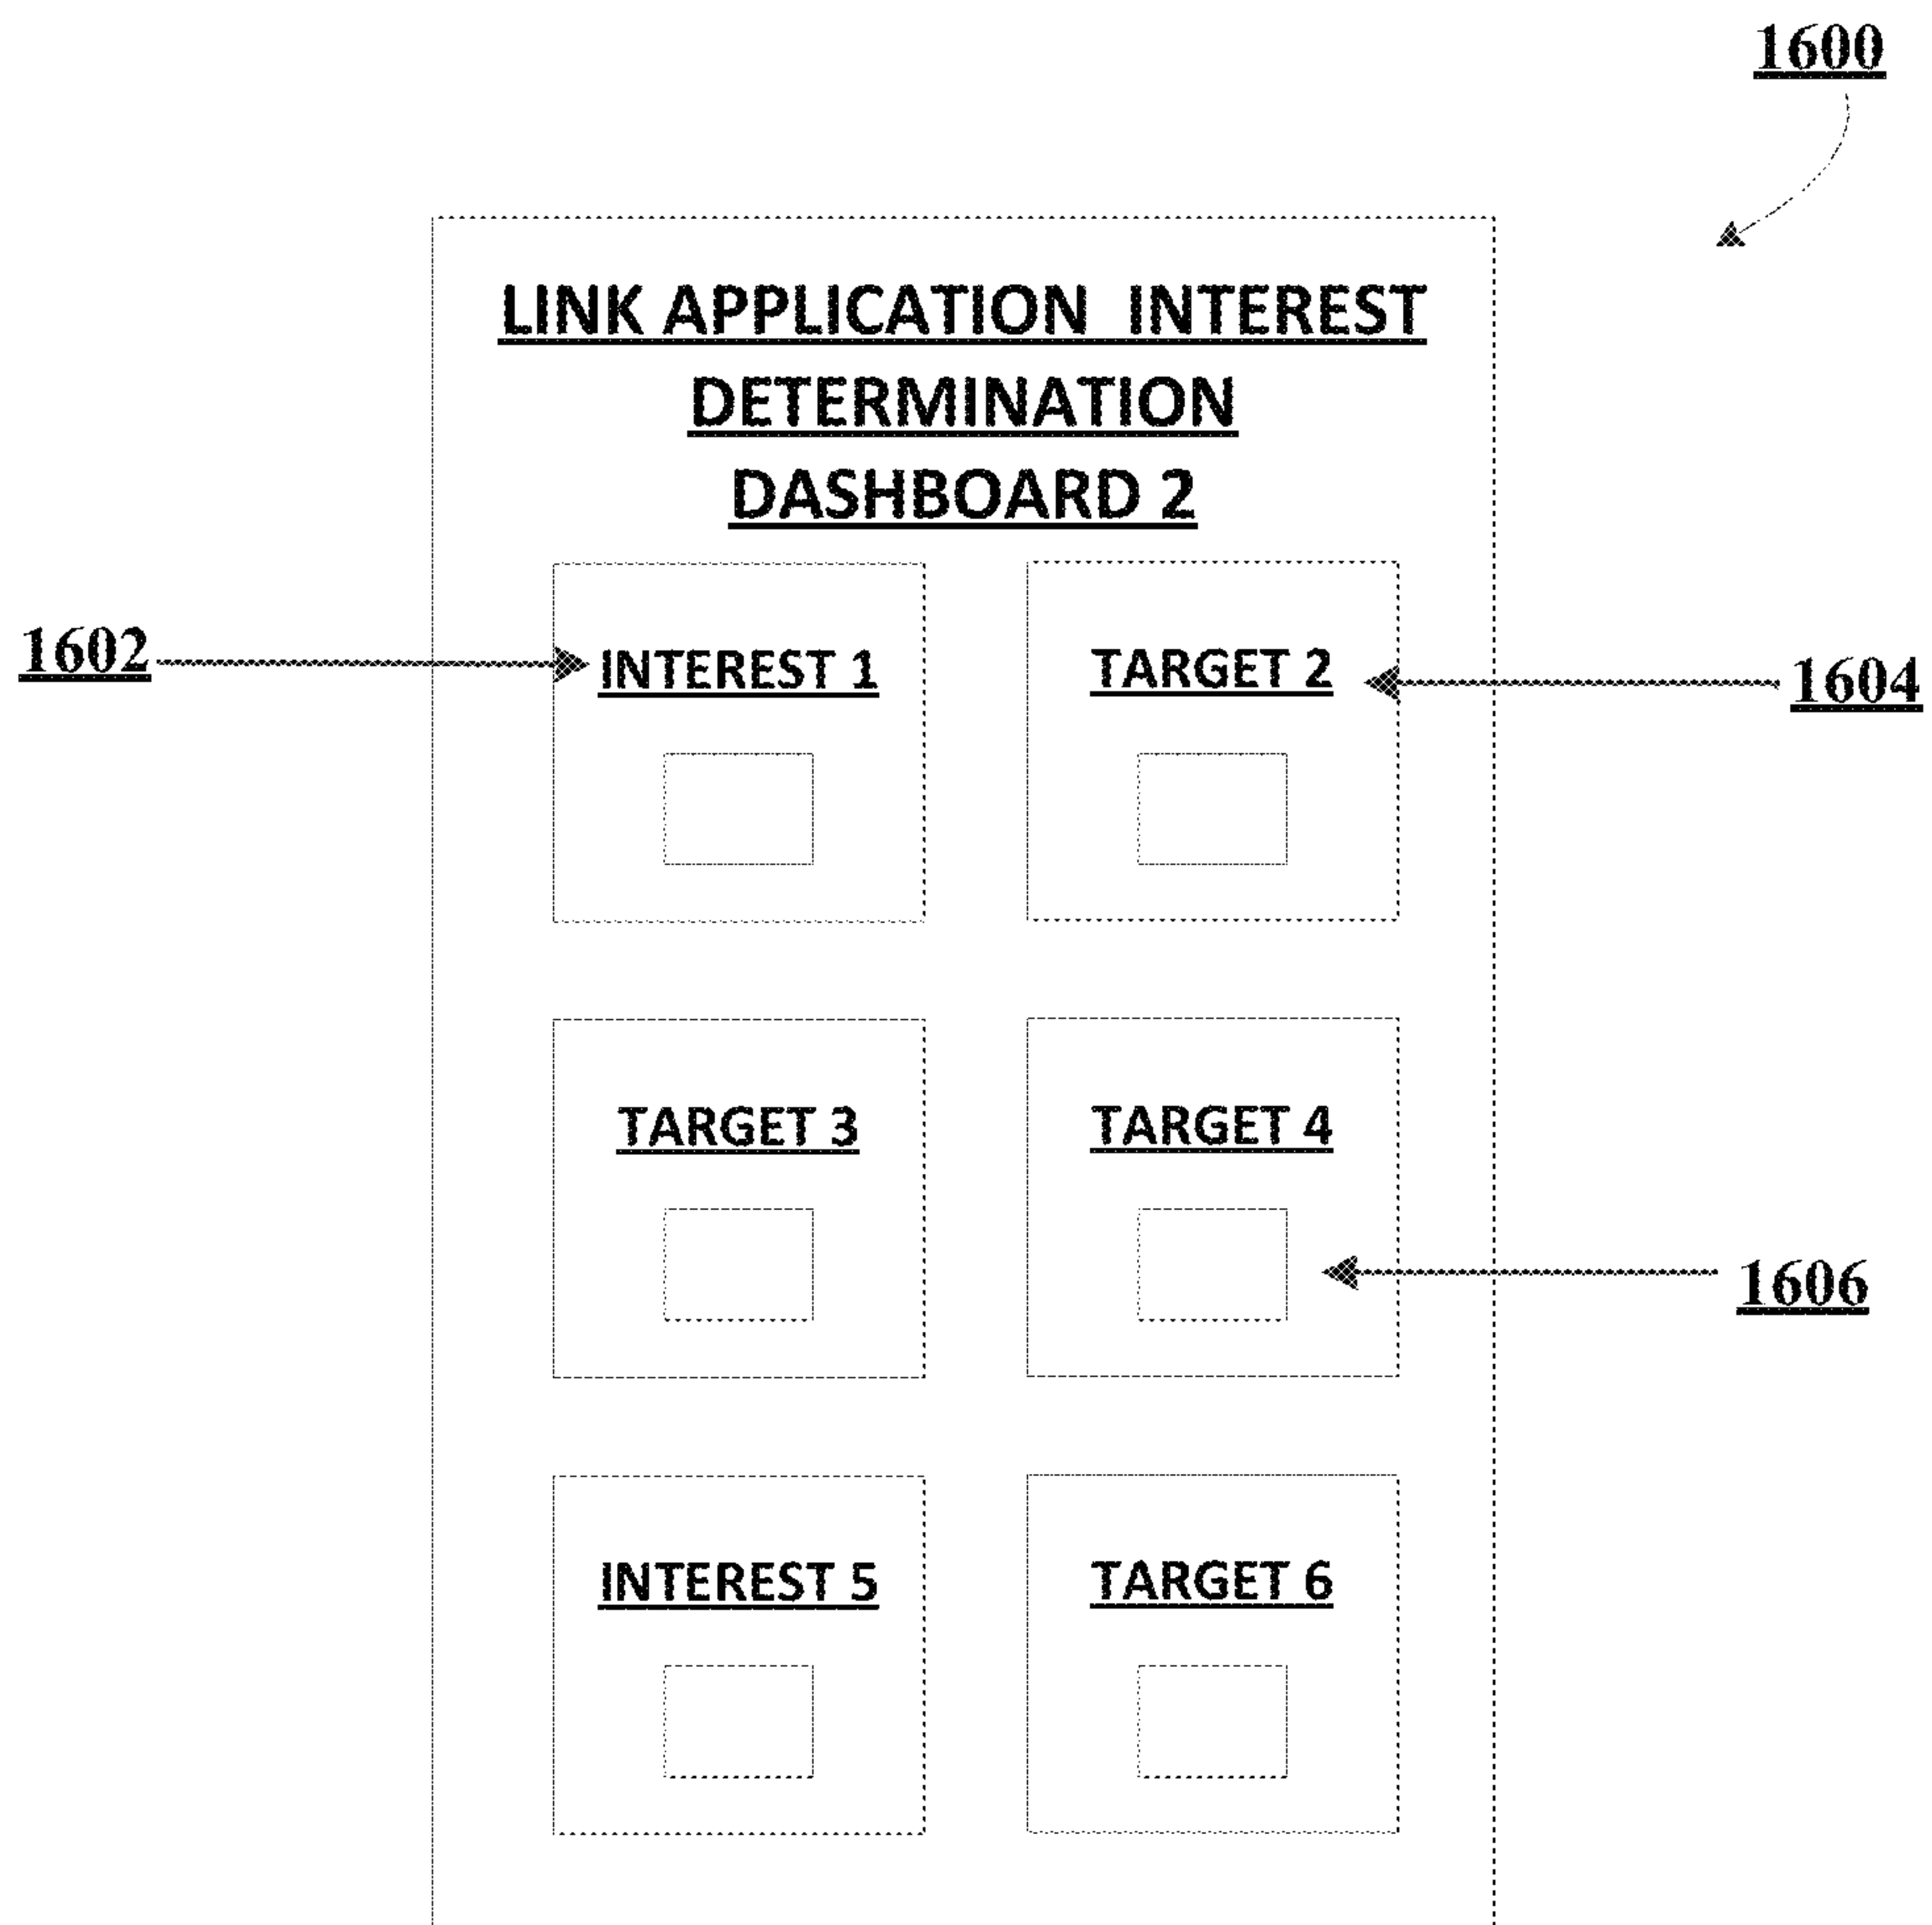 1600
LINK APPLICATION INTEREST
DETERMINATION
DASHBOARD 2
1602
INTEREST 1
TARGET 2
1604
TARGET 3
TARGET 4
1606
INTEREST 5
TARGET 6